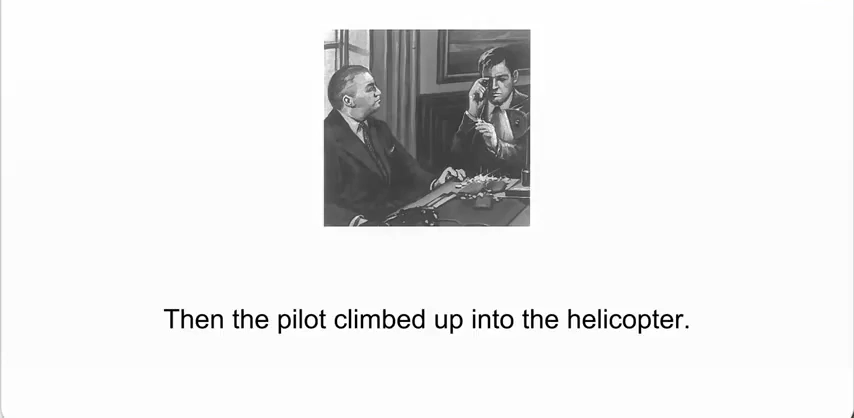 Then the pilot climbed up into the helicopter.